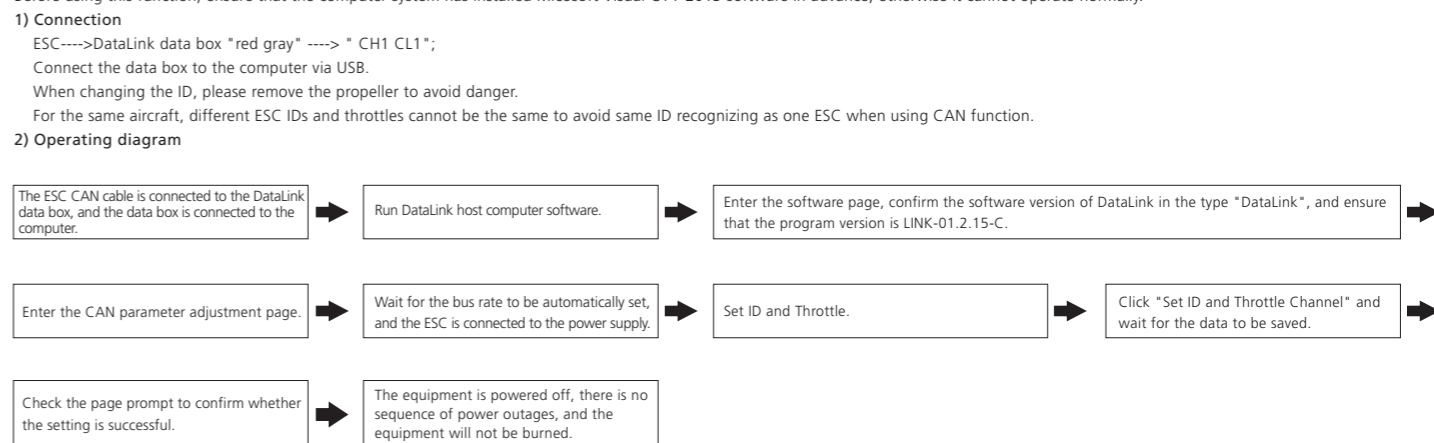 1) Connection
ESC---->DataLink data box "red gray" ----> " CH1 CL1";
Connect the data box to the computer via USB.
When changing the ID, please remove the propeller to avoid danger.
For the same aircraft, different ESC IDs and throttles cannot be the same to avoid same ID recognizing as one ESC when using CAN function.
2) Operating diagram
The ESC CAN cable is connected to the DataLink
data box, and the data box is connected to the
computer.
Run DataLink host computer software.
Enter the software page, confirm the software version of DataLink in the type "DataLink", and ensure
that the program version is LINK-01.2.15-C.
Enter the CAN parameter adjustment page.
Wait for the bus rate to be automatically set,
and the ESC is connected to the power supply.
Set ID and Throttle.
Click "Set ID and Throttle Channel" and
wait for the data to be saved.
Check the page prompt to confirm whether
the setting is successful.
The equipment is powered off, there is no
sequence of power outages, and the
equipment will not be burned.